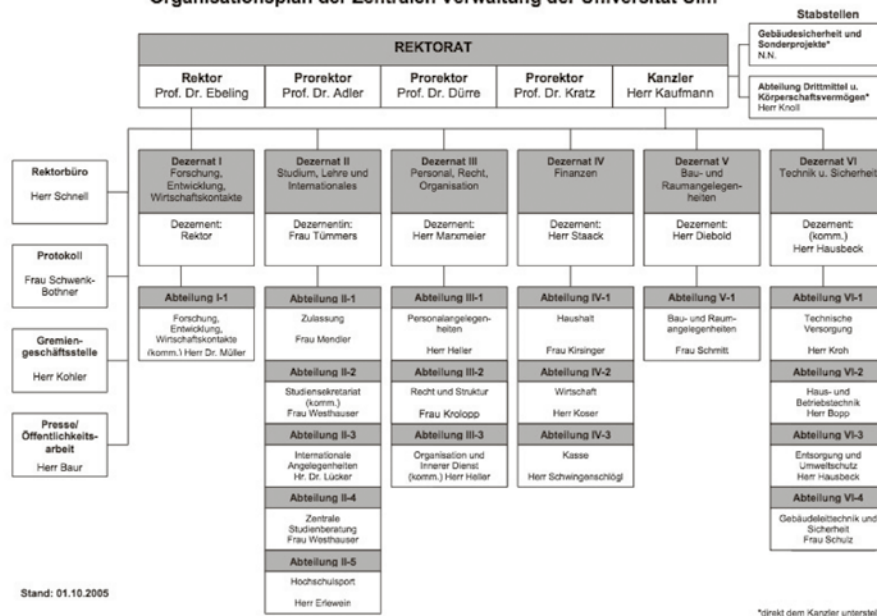 Organisationsplan der Zentralen Verwaltung der Universität Ulm
Stabstellen
Gebäudesicherheit und
Sonderprojekte*
N.N.
Abteilung Drittmittel u.
Körperschaftsvermögen*
Herr Knoll
REKTORAT
Rektor
Prof. Dr. Ebeling
Prorektor
Prof. Dr. Adler
Prorektor
Prof. Dr. Dürre
Prorektor
Prof. Dr. Kratz
Kanzler
Herr Kaufmann
Rektorbüro
Herr Schnell
Protokoll
Frau Schwenk-
Bothner
Gremien-
geschäftsstelle
Herr Kohler
Presse/
Öffentlichkeits-
arbeit
Herr Baur
Dezernat I
Forschung,
Entwicklung,
Wirtschaftskontakte
Dezernent:
Rektor
Abteilung I-1
Forschung,
Entwicklung,
Wirtschaftskontakte
(komm.) Herr Dr. Müller
Dezernat II
Studium, Lehre und
Internationales
Dezernentin:
Frau Tümmers
Abteilung II-1
Zulassung
Frau Mendler
Abteilung II-2
Studiensekretariat
(komm.)
Frau Westhauser
Abteilung II-3
Internationale
Angelegenheiten
Hr. Dr. Lücker
Abteilung II-4
Zentrale
Studienberatung
Frau Westhauser
Abteilung II-5
Hochschulsport
Herr Erlewein
Dezernat III
Personal, Recht,
Organisation
Dezernent:
Herr Marxmeier
Abteilung III-1
Personalangelegen-
heiten
Herr Heller
Abteilung III-2
Recht und Struktur
Frau Krolopp
Abteilung III-3
Organisation und
Innerer Dienst
(komm.) Herr Heller
Dezernat IV
Finanzen
Dezernent:
Herr Staack
Abteilung IV-1
Haushalt
Frau Kirsinger
Abteilung IV-2
Wirtschaft
Herr Koser
Abteilung IV-3
Kasse
Herr Schwingenschlögl
Dezernat V
Bau- und
Raumangelegen-
heiten
Dezernent:
Herr Diebold
Abteilung V-1
Bau- und Raum-
angelegenheiten
Frau Schmitt
Dezernat VI
Technik u. Sicherheit
Dezernent:
(komm.)
Herr Hausbeck
Abteilung VI-1
Technische
Versorgung
Herr Kroh
Abteilung VI-2
Haus- und
Betriebstechnik
Herr Bopp
Abteilung VI-3
Entsorgung und
Umweltschutz
Herr Hausbeck
Abteilung VI-4
Gebäudeleittechnik und
Sicherheit
Frau Schulz
Stand: 01.10.2005
*direkt dem Kanzler unterstell